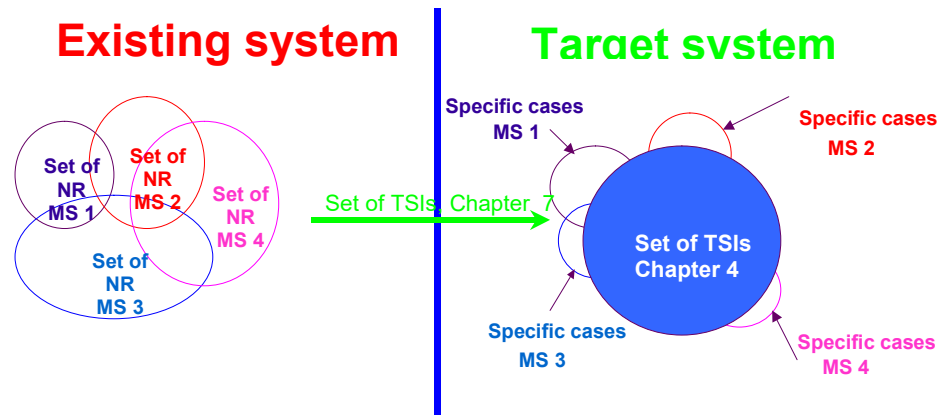 Existing system
Target system
Set of
NR
MS 1
Set of
NR
MS 2
Set of
NR
MS 4
Set of
NR
MS 3
Set of TSIs, Chapter 7
Specific cases
MS 1
Specific cases
MS 2
Set of TSIs
Chapter 4
Specific cases
MS 3
Specific cases
MS 4